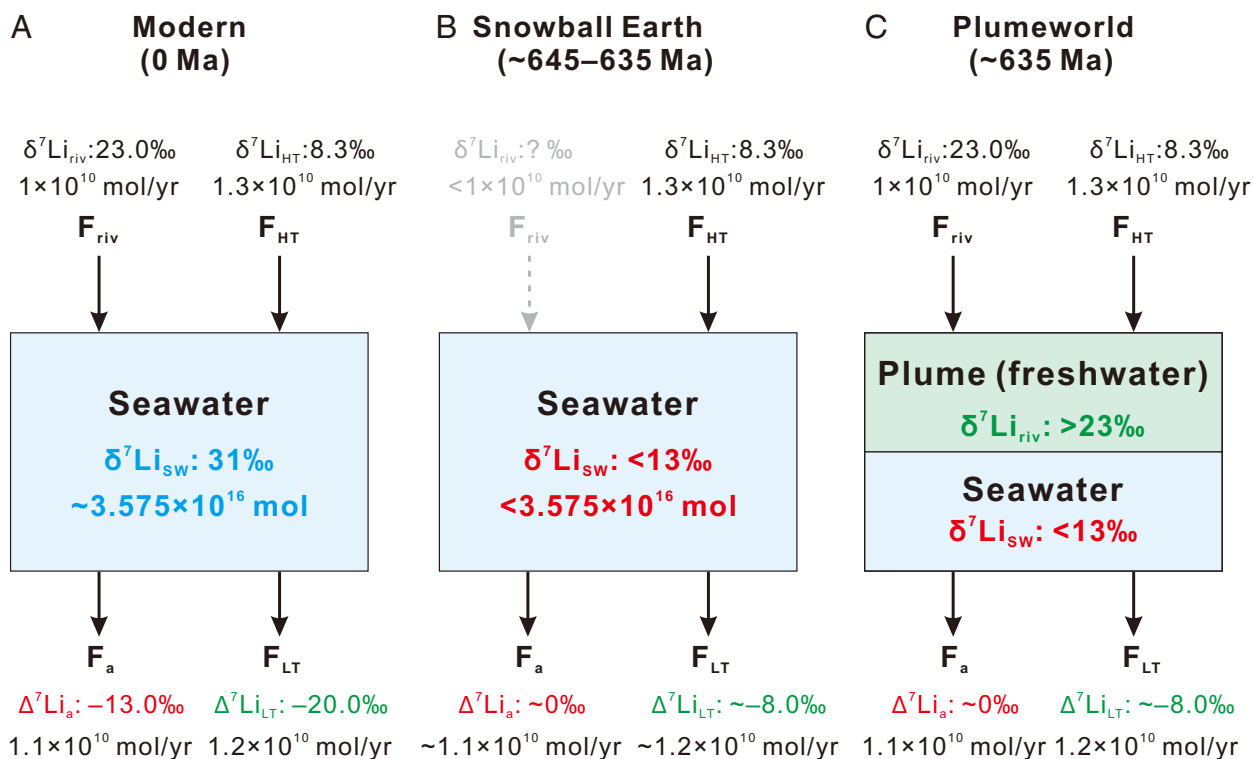 A Modern
(0 Ma)
δ⁷Li_riv:23.0‰ δ⁷Li_HT:8.3‰
1×10¹⁰ mol/yr 1.3×10¹⁰ mol/yr
F_riv F_HT
Seawater
δ⁷Li_SW: 31‰
~3.575×10¹⁶ mol
F_a F_LT
Δ⁷Li_a: –13.0‰ Δ⁷Li_LT: –20.0‰
1.1×10¹⁰ mol/yr 1.2×10¹⁰ mol/yr
B Snowball Earth
(~645–635 Ma)
δ⁷Li_riv:? ‰ δ⁷Li_HT:8.3‰
<1×10¹⁰ mol/yr 1.3×10¹⁰ mol/yr
F_riv F_HT
Seawater
δ⁷Li_SW: <13‰
<3.575×10¹⁶ mol
F_a F_LT
Δ⁷Li_a: ~0‰ Δ⁷Li_LT: ~–8.0‰
~1.1×10¹⁰ mol/yr ~1.2×10¹⁰ mol/yr
C Plumeworld
(~635 Ma)
δ⁷Li_riv:23.0‰ δ⁷Li_HT:8.3‰
1×10¹⁰ mol/yr 1.3×10¹⁰ mol/yr
F_riv F_HT
Plume (freshwater)
δ⁷Li_riv: >23‰
Seawater
δ⁷Li_SW: <13‰
F_a F_LT
Δ⁷Li_a: ~0‰ Δ⁷Li_LT: ~–8.0‰
1.1×10¹⁰ mol/yr 1.2×10¹⁰ mol/yr